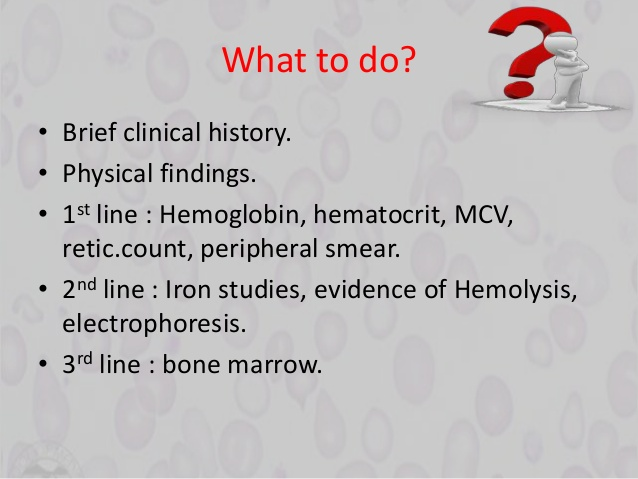 What to do?
• Brief clinical history.
• Physical findings.
• 1st line : Hemoglobin, hematocrit, MCV,
retic.count, peripheral smear.
• 2nd line : Iron studies, evidence of Hemolysis,
electrophoresis.
• 3rd line : bone marrow.